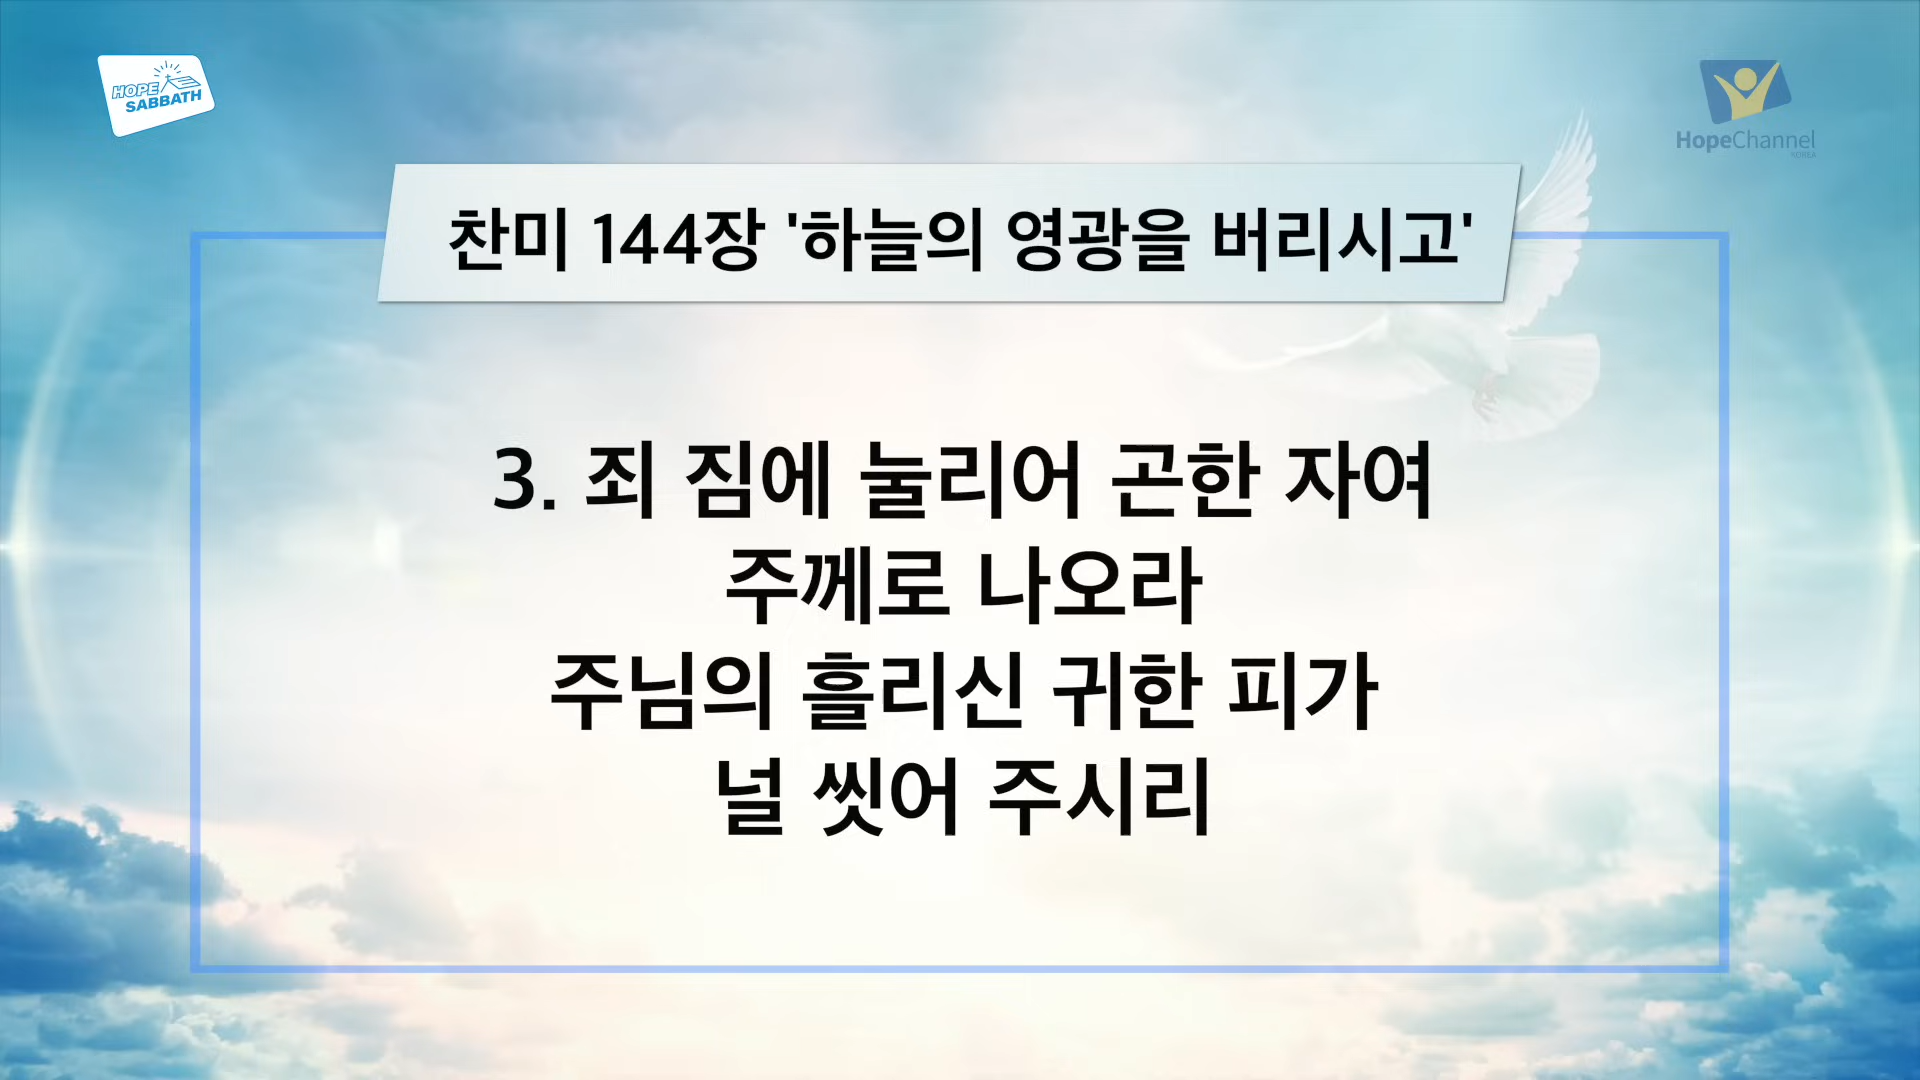 HOPE
SABBATH
HopeChannel
KOREA
찬미 144장 '하늘의 영광을 버리시고'
3. 죄 짐에 눌리어 곤한 자여
주께로 나오라
주님의 흘리신 귀한 피가
널 씻어 주시리